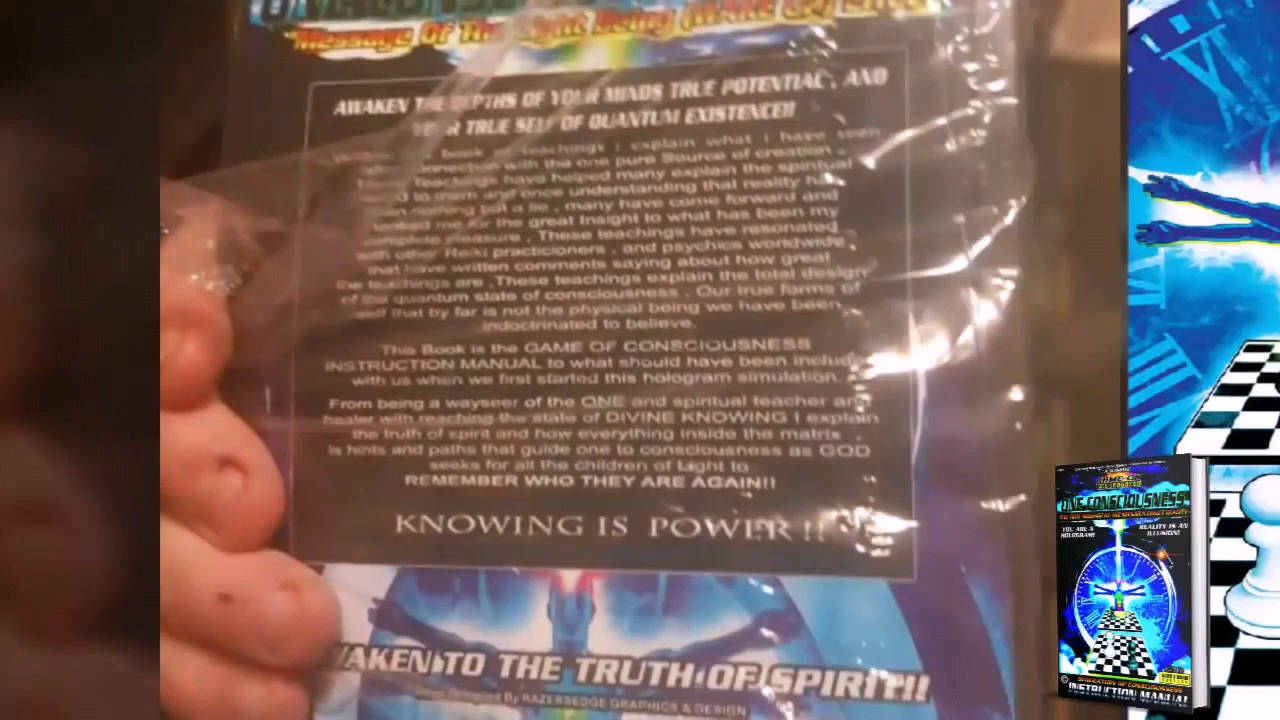 Message Of The Light Being
AWAKEN THE DEPTHS OF YOUR MINDS TRUE POTENTIAL , AND
YOUR TRUE SELF OF QUANTUM EXISTENCE!!
book teachings i explain what i have seen
connection with the one pure Source of creation .
Teachings have helped many explain the spiritual
to them and once understanding that reality
nothing but a lie , many have come forward and
me for the great Insight to what has been my
complete pleasure , These teachings have resonated
with other Reiki practicioners , and psychics worldwide ,
that have written comments saying about how great
the teachings are ,These teachings explain the total design
of the quantum state of consciousness . Our true forms of
self that by far is not the physical being we have been
indoctrinated to believe.
This Book is the GAME OF CONSCIOUSNESS
INSTRUCTION MANUAL to what should have been
with us when we first started this hologram simulation.
From being a wayseer of the ONE and spiritual teacher and
healer with reaching the state of DIVINE KNOWING I explain
the truth of spirit and how everything inside the matrix
is hints and paths that guide one to consciousness as GOD
seeks for all the children of Light to
REMEMBER WHO THEY ARE AGAIN!!
KNOWING IS POWER !!
AWAKEN TO THE TRUTH OF SPIRIT!!
Designed By RAZERSEDGE GRAPHICS & DESIGN
ONE CONSCIOUSNESS
YOU ARE A
HOLOGRAM!
REALITY IS AN
ILLUSION!
SIMULATION OF CONSCIOUSNESS
INSTRUCTION MANUAL